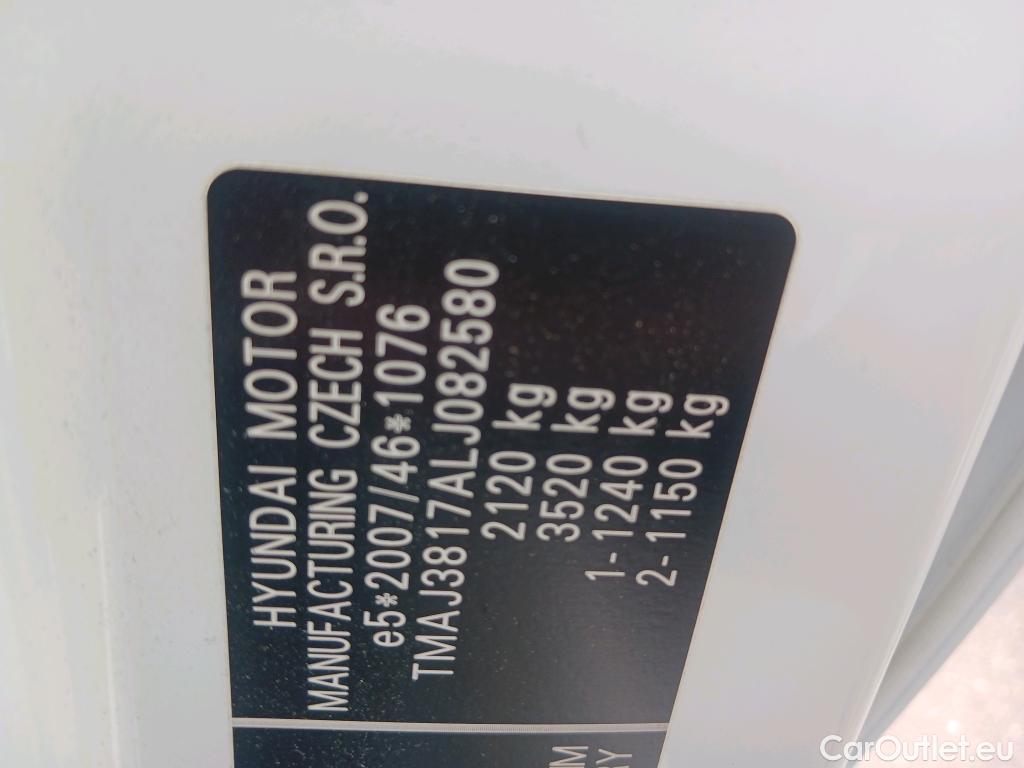 HYUNDAI MOTOR
MANUFACTURING CZECH S.R.O.
e5*2007/46*1076
TMAJ3817ALJ082580
2120 kg
3520 kg
1-1240 kg
2-1150 kg
CarOutlet.eu